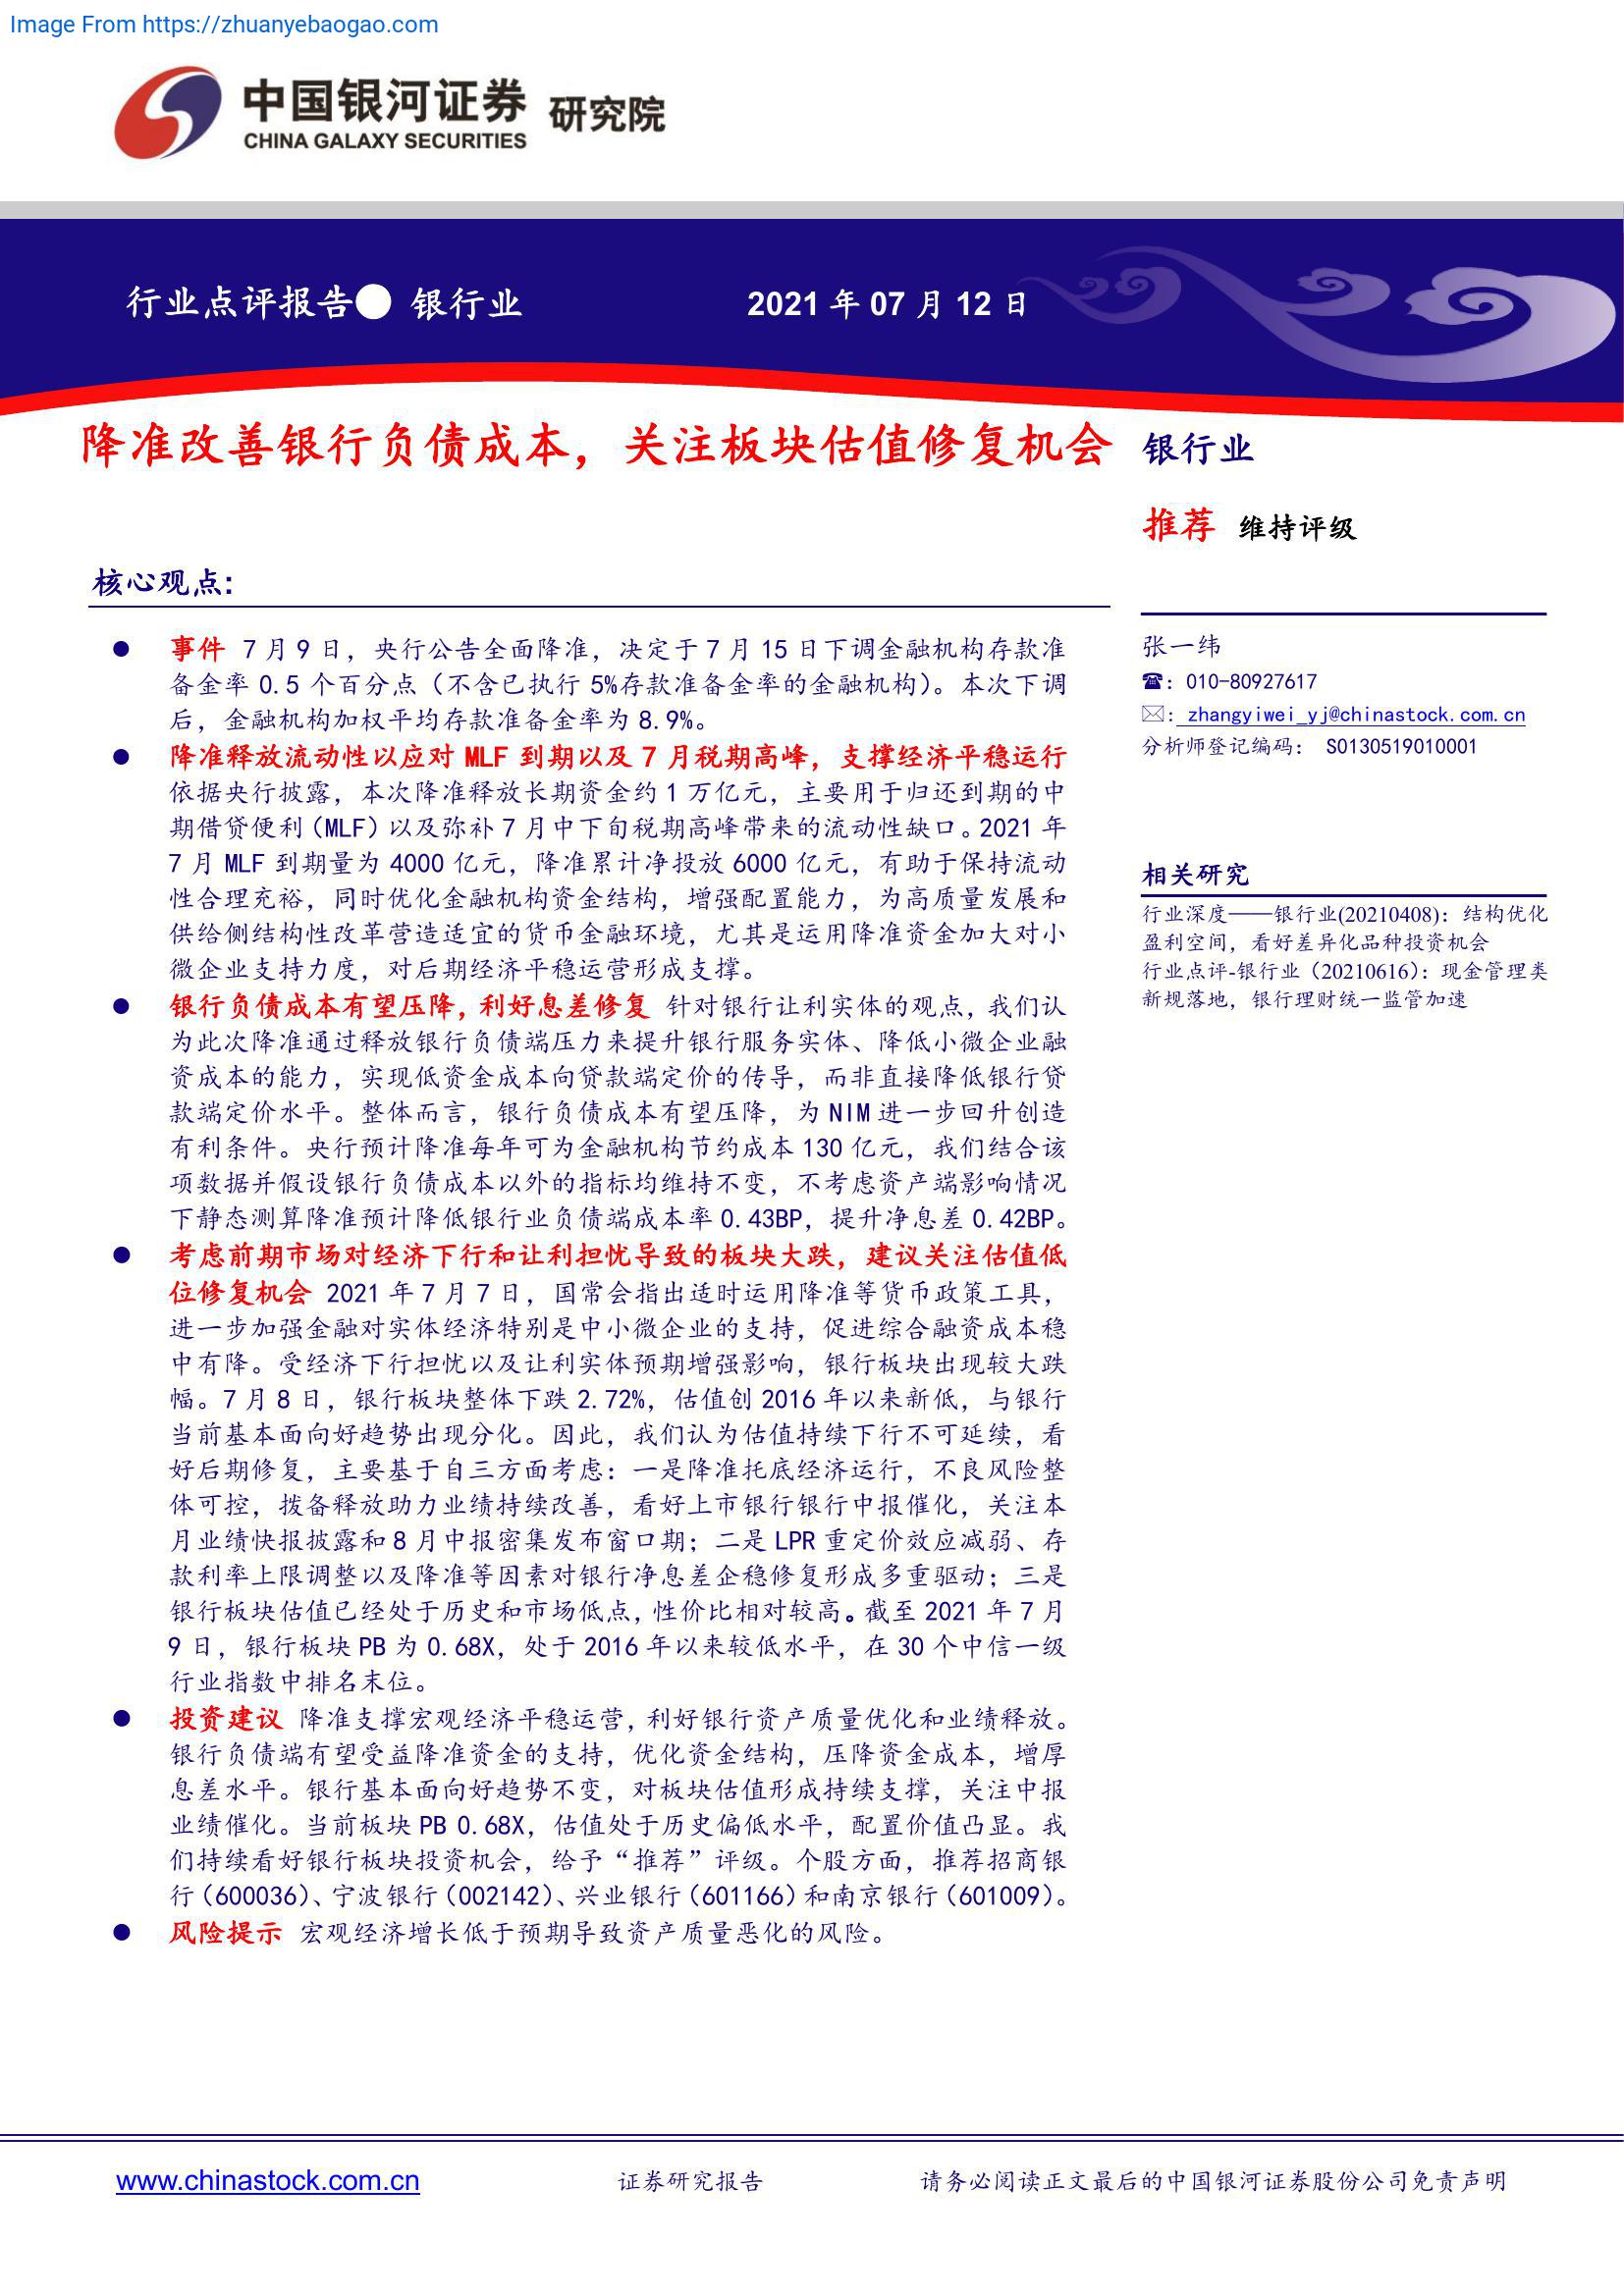 Image From https://zhuanyebaogao.com
中国银河证券 研究院
CHINA GALAXY SECURITIES
行业点评报告● 银行业 2021 年 07 月 12 日
降准改善银行负债成本，关注板块估值修复机会
核心观点:
● 事件 7 月 9 日，央行公告全面降准，决定于 7 月 15 日下调金融机构存款准
备金率 0.5 个百分点（不含已执行 5%存款准备金率的金融机构）。本次下调
后，金融机构加权平均存款准备金率为 8.9%。
● 降准释放流动性以应对 MLF 到期以及 7 月税期高峰，支撑经济平稳运行
依据央行披露，本次降准释放长期资金约 1 万亿元，主要用于归还到期的中
期借贷便利（MLF）以及弥补 7 月中下旬税期高峰带来的流动性缺口。2021 年
7 月 MLF 到期量为 4000 亿元，降准累计净投放 6000 亿元，有助于保持流动
性合理充裕，同时优化金融机构资金结构，增强配置能力，为高质量发展和
供给侧结构性改革营造适宜的货币金融环境，尤其是运用降准资金加大对小
微企业支持力度，对后期经济平稳运营形成支撑。
● 银行负债成本有望压降，利好息差修复 针对银行让利实体的观点，我们认
为此次降准通过释放银行负债端压力来提升银行服务实体、降低小微企业融
资成本的能力，实现低资金成本向贷款端定价的传导，而非直接降低银行贷
款端定价水平。整体而言，银行负债成本有望压降，为 NIM 进一步回升创造
有利条件。央行预计降准每年可为金融机构节约成本 130 亿元，我们结合该
项数据并假设银行负债成本以外的指标均维持不变，不考虑资产端影响情况
下静态测算降准预计降低银行业负债端成本率 0.43BP，提升净息差 0.42BP。
● 考虑前期市场对经济下行和让利担忧导致的板块大跌，建议关注估值低
位修复机会 2021 年 7 月 7 日，国常会指出适时运用降准等货币政策工具，
进一步加强金融对实体经济特别是中小微企业的支持，促进综合融资成本稳
中有降。受经济下行担忧以及让利实体预期增强影响，银行板块出现较大跌
幅。7 月 8 日，银行板块整体下跌 2.72%，估值创 2016 年以来新低，与银行
当前基本面向好趋势出现分化。因此，我们认为估值持续下行不可延续，看
好后期修复，主要基于自三方面考虑：一是降准托底经济运行，不良风险整
体可控，拨备释放助力业绩持续改善，看好上市银行银行中报催化，关注本
月业绩快报披露和 8 月中报密集发布窗口期；二是 LPR 重定价效应减弱、存
款利率上限调整以及降准等因素对银行净息差企稳修复形成多重驱动；三是
银行板块估值已经处于历史和市场低点，性价比相对较高。截至 2021 年 7 月
9 日，银行板块 PB 为 0.68X，处于 2016 年以来较低水平，在 30 个中信一级
行业指数中排名末位。
● 投资建议 降准支撑宏观经济平稳运营，利好银行资产质量优化和业绩释放。
银行负债端有望受益降准资金的支持，优化资金结构，压降资金成本，增厚
息差水平。银行基本面向好趋势不变，对板块估值形成持续支撑，关注中报
业绩催化。当前板块 PB 0.68X，估值处于历史偏低水平，配置价值凸显。我
们持续看好银行板块投资机会，给予“推荐”评级。个股方面，推荐招商银
行（600036）、宁波银行（002142）、兴业银行（601166）和南京银行（601009）。
● 风险提示 宏观经济增长低于预期导致资产质量恶化的风险。
银行业
推荐 维持评级
张一纬
☎：010-80927617
✉：zhangyiwei_yj@chinastock.com.cn
分析师登记编码： S0130519010001
相关研究
行业深度——银行业(20210408)：结构优化
盈利空间，看好差异化品种投资机会
行业点评-银行业（20210616）：现金管理类
新规落地，银行理财统一监管加速
www.chinastock.com.cn 证券研究报告 请务必阅读正文最后的中国银河证券股份公司免责声明